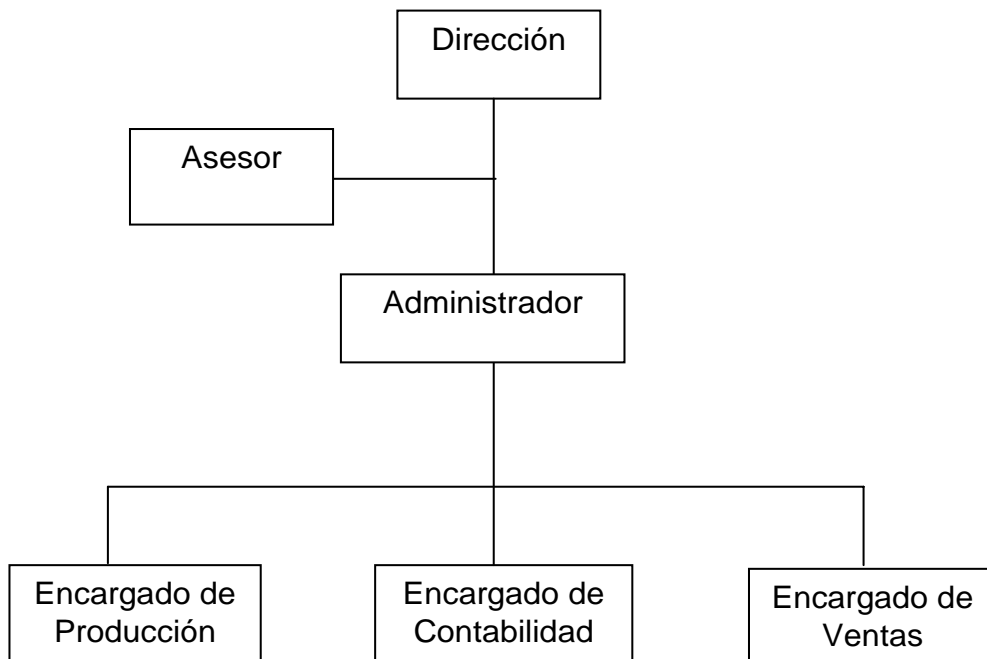 Dirección
Asesor
Administrador
Encargado de
Producción
Encargado de
Contabilidad
Encargado de
Ventas